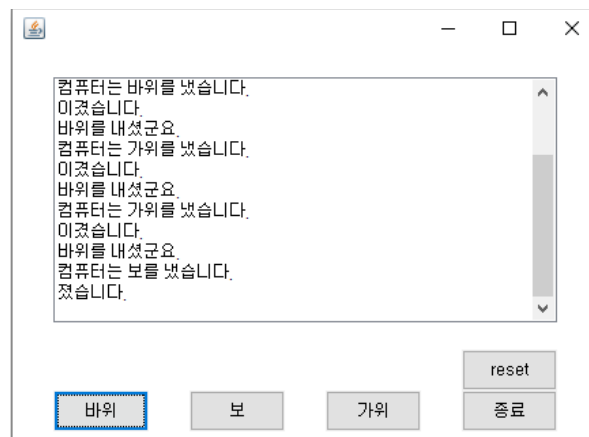 컴퓨터는 바위를 냈습니다.
이겼습니다.
바위를 내셨군요.
컴퓨터는 가위를 냈습니다.
이겼습니다.
바위를 내셨군요.
컴퓨터는 가위를 냈습니다.
이겼습니다.
바위를 내셨군요.
컴퓨터는 보를 냈습니다.
졌습니다.
reset
바위 보 가위 종료